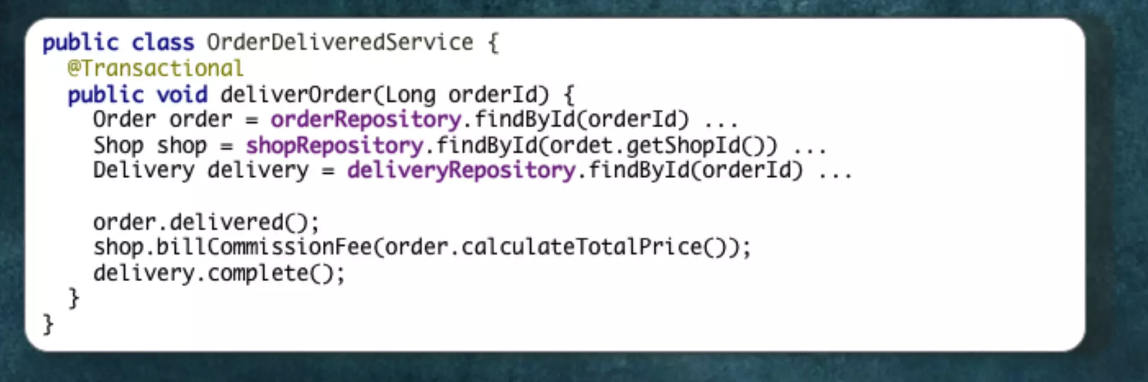 public class OrderDeliveredService {
@Transactional
public void deliverOrder(Long orderId) {
Order order = orderRepository.findById(orderId) ...
Shop shop = shopRepository.findById(ordet.getShopId()) ...
Delivery delivery = deliveryRepository.findById(orderId) ...
order.delivered();
shop.billCommissionFee(order.calculateTotalPrice());
delivery.complete();
}
}